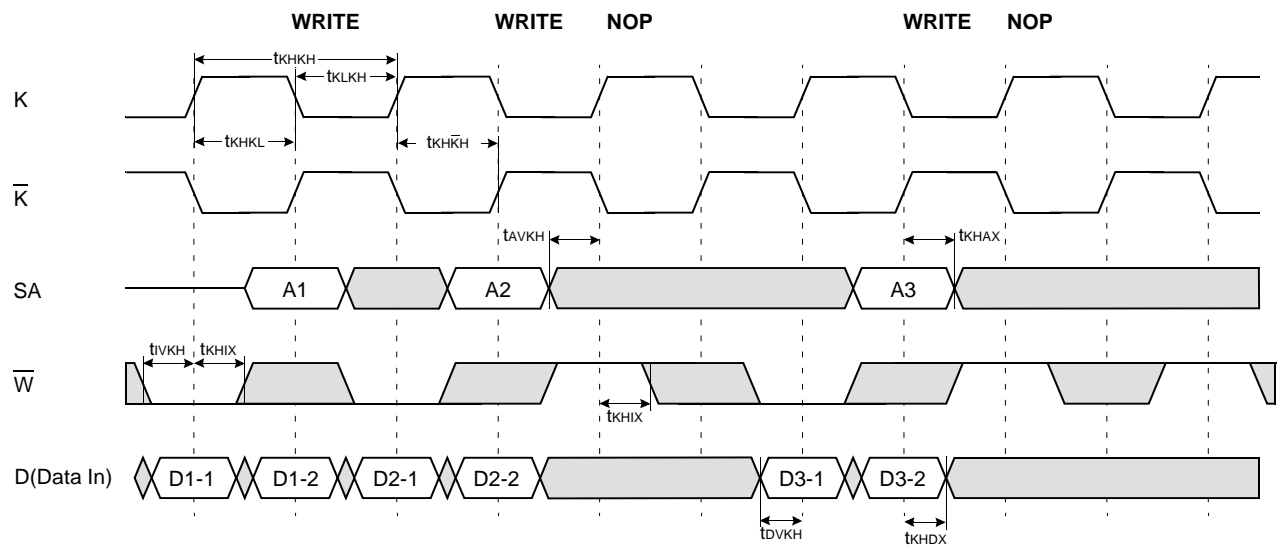 WRITE WRITE NOP WRITE NOP
tKHKH
tKLKH
K
tKHKL tKHK̅H
K̅
tAVKH tKHAX
SA A1 A2 A3
tIVKH tKHIX
W̅
tKHIX
D(Data In) D1-1 D1-2 D2-1 D2-2 D3-1 D3-2
tDVKH tKHDX